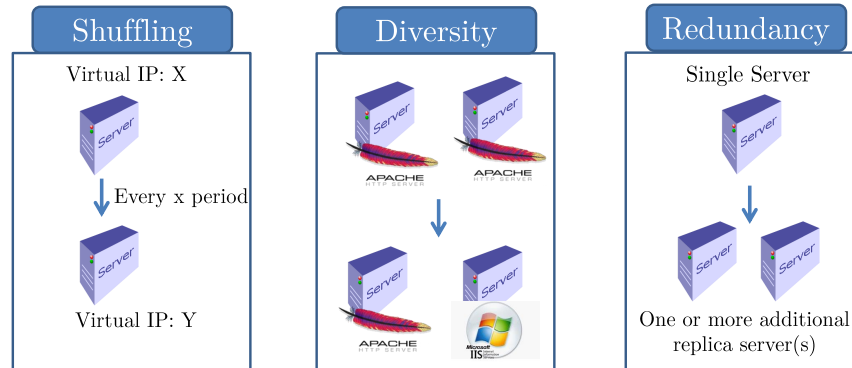 Shuffling
Virtual IP: X
Server
Every x period
Server
Virtual IP: Y
Diversity
Server
APACHE
HTTP SERVER
Server
APACHE
HTTP SERVER
Server
APACHE
HTTP SERVER
Server
Microsoft
IIS
Redundancy
Single Server
Server
Server
Server
One or more additional
replica server(s)